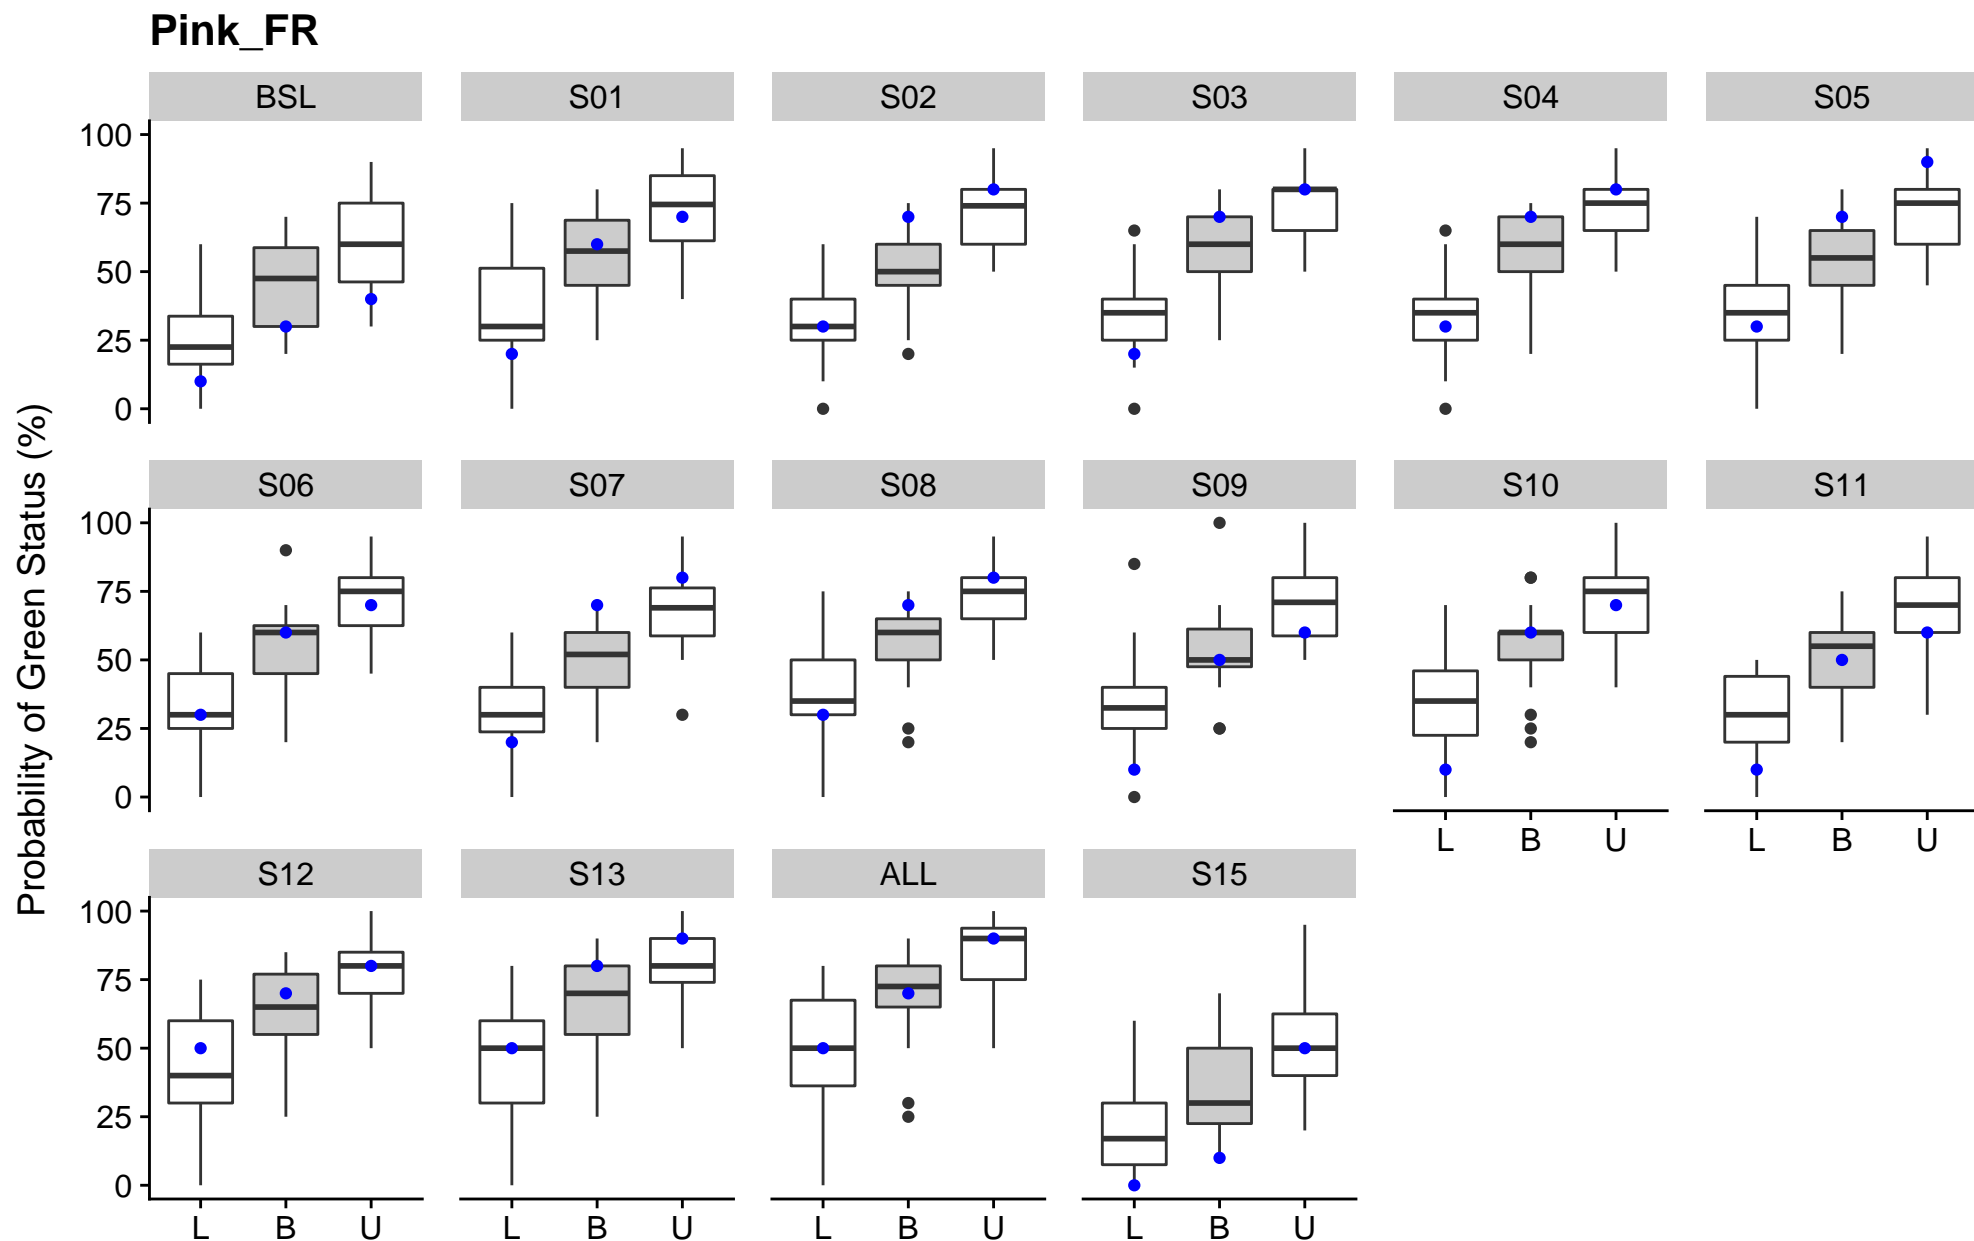 Pink_FR
BSL S01 S02 S03 S04 S05
100
75
50
25
0
S06 S07 S08 S09 S10 S11
100
75
50
25
0
L B U L B U
S12 S13 ALL S15
100
75
50
25
0
L B U L B U L B U L B U
Probability of Green Status (%)